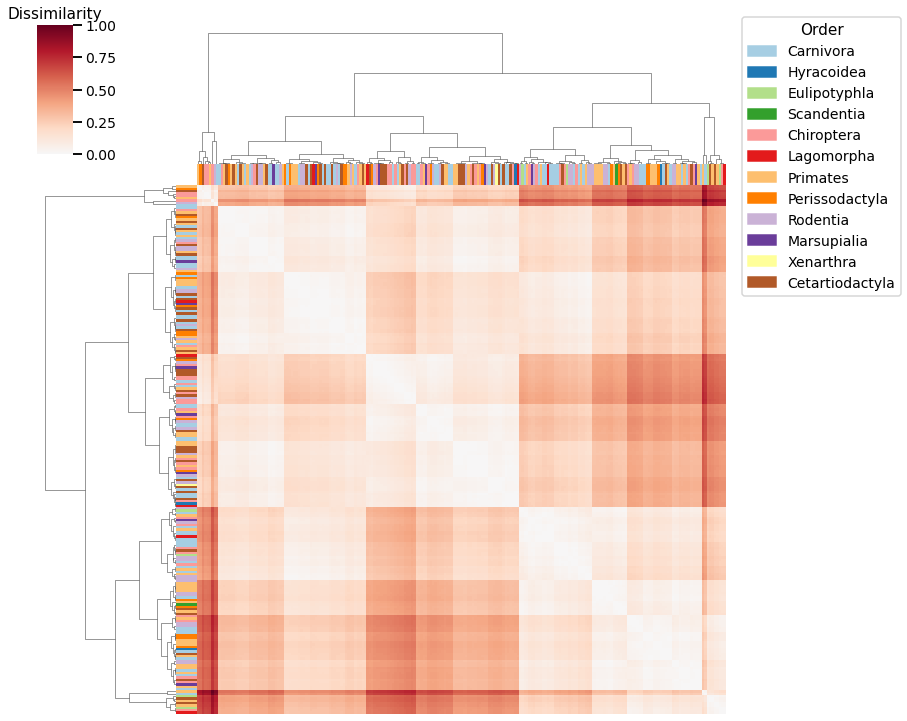 Dissimilarity
1.00
0.75
0.50
0.25
0.00
Order
Carnivora
Hyracoidea
Eulipotyphla
Scandentia
Chiroptera
Lagomorpha
Primates
Perissodactyla
Rodentia
Marsupialia
Xenarthra
Cetartiodactyla